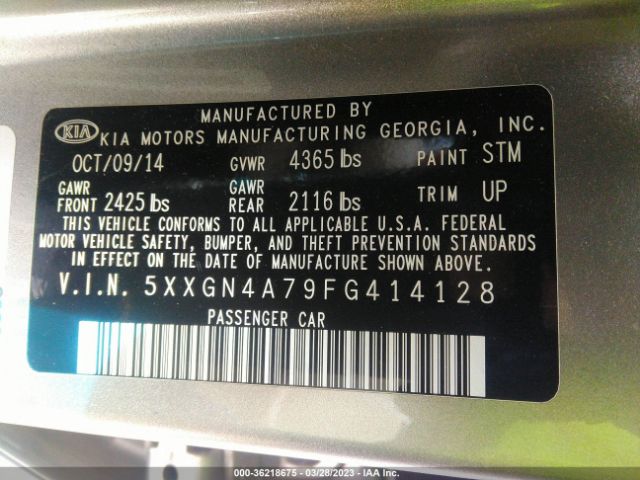 MANUFACTURED BY
KIA KIA MOTORS MANUFACTURING GEORGIA, INC.
OCT/09/14 GVWR 4365 lbs PAINT STM
GAWR FRONT 2425 lbs GAWR REAR 2116 lbs TRIM UP
THIS VEHICLE CONFORMS TO ALL APPLICABLE U.S.A. FEDERAL
MOTOR VEHICLE SAFETY, BUMPER, AND THEFT PREVENTION STANDARDS
IN EFFECT ON THE DATE OF MANUFACTURE SHOWN ABOVE.
V.I.N. 5XXGN4A79FG414128
PASSENGER CAR
000-36218675 - 03/28/2023 - IAA Inc.